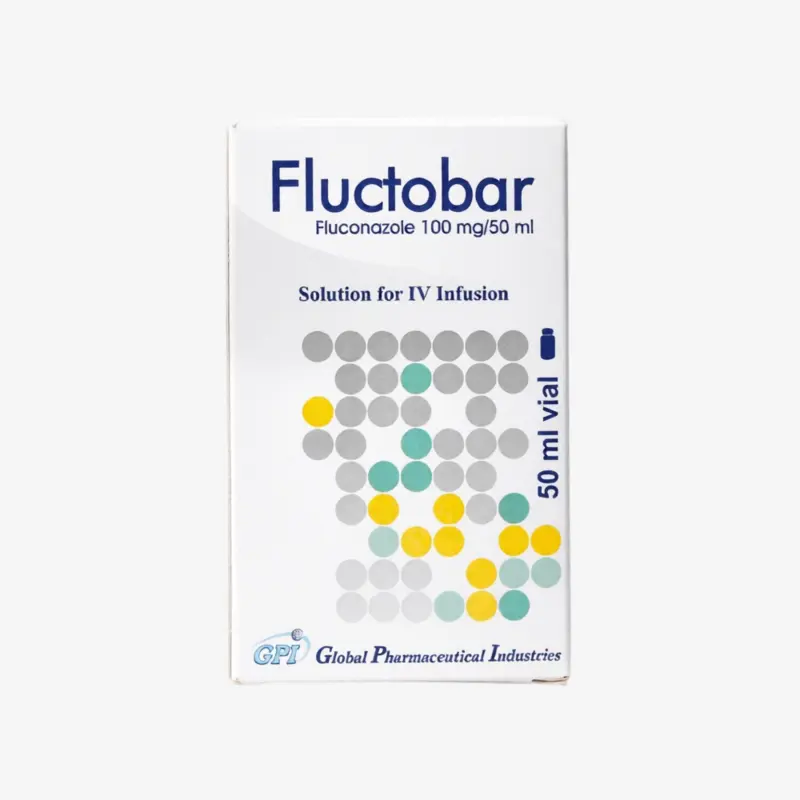 Fluctobar
Fluconazole 100 mg/50 ml
Solution for IV Infusion
50 ml vial
GPI Global Pharmaceutical Industries